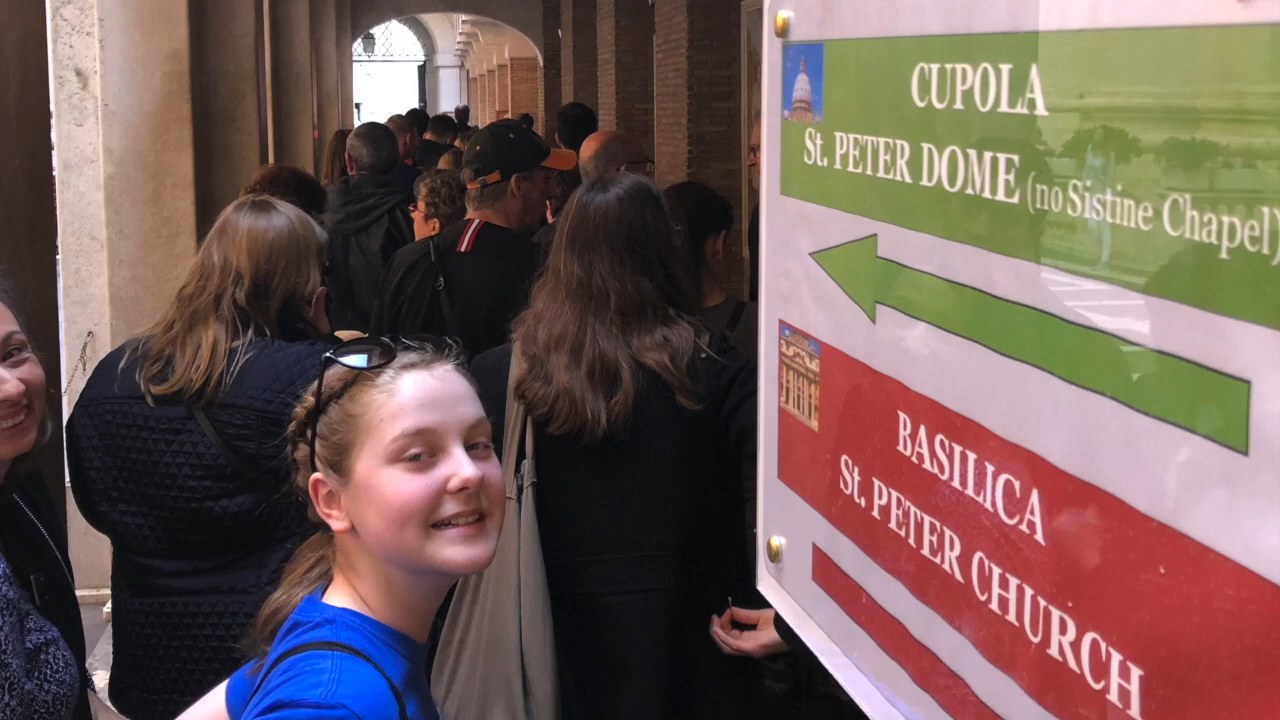 CUPOLA
St. PETER DOME (no Sistine Chapel)
BASILICA
St. PETER CHURCH